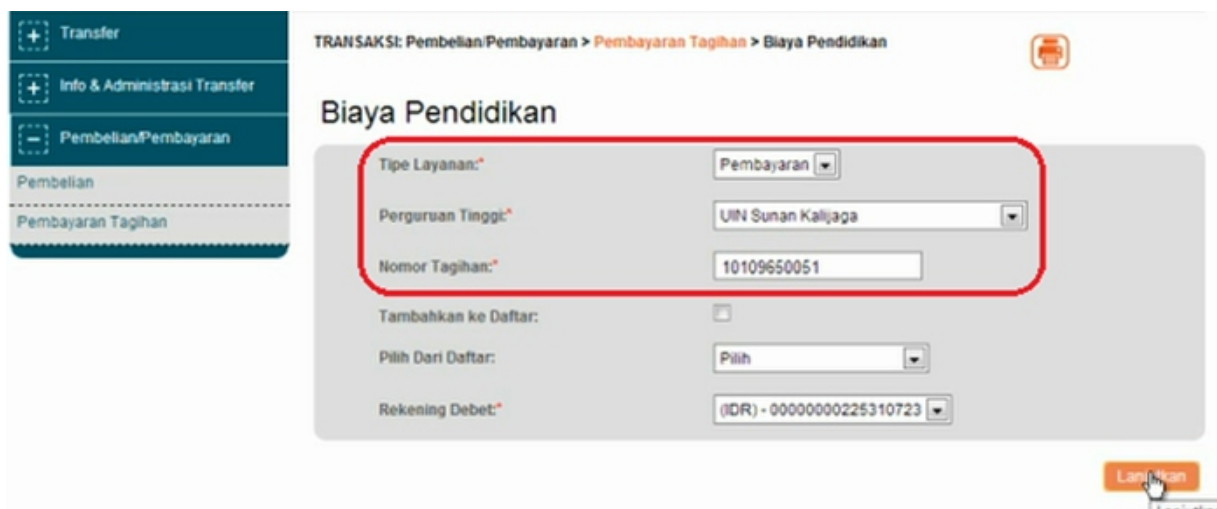 Transfer
Info & Administrasi Transfer
Pembelian/Pembayaran
Pembelian
Pembayaran Tagihan
TRANSAKSI: Pembelian/Pembayaran > Pembayaran Tagihan > Biaya Pendidikan
Biaya Pendidikan
Tipe Layanan:* Pembayaran
Perguruan Tinggi:* UIN Sunan Kalijaga
Nomor Tagihan:* 10109650051
Tambahkan ke Daftar:
Pilih Dari Daftar: Pilih
Rekening Debet:* (IDR) - 00000000225310723
Lanjutkan